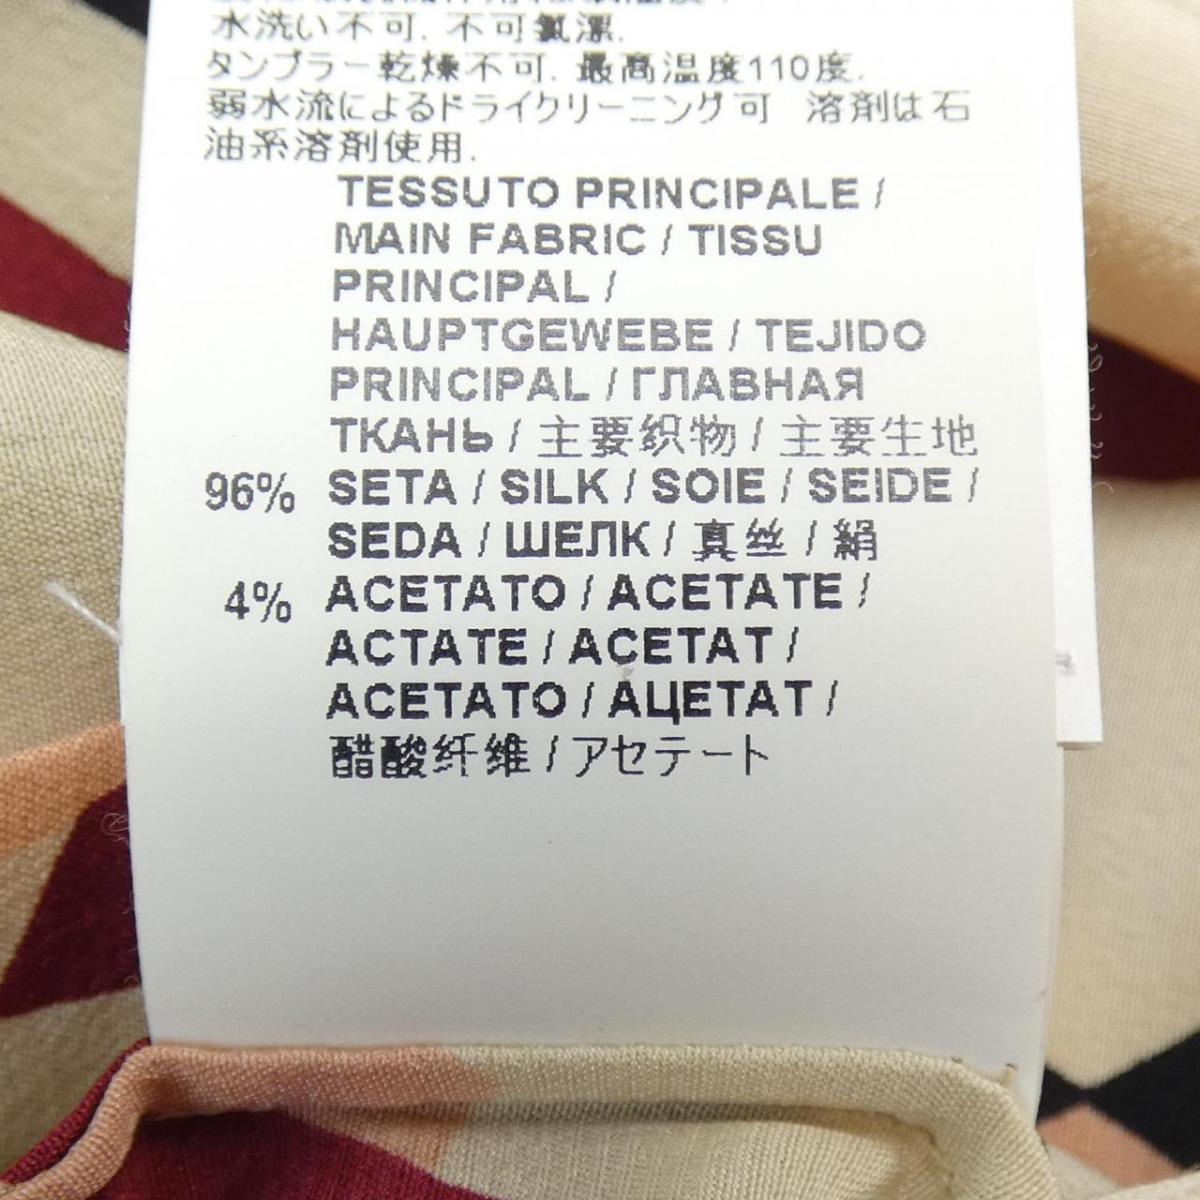 水洗い不可. 不可氯漂.
タンブラー乾燥不可. 最高温度110度.
弱水流によるドライクリーニング可 溶剤は石
油系溶剤使用.
TESSUTO PRINCIPALE /
MAIN FABRIC / TISSU
PRINCIPAL /
HAUPTGEWEBE / TEJIDO
PRINCIPAL / ГЛАВНАЯ
ТКАНЬ / 主要织物 / 主要生地
96% SETA / SILK / SOIE / SEIDE /
SEDA / ШЕЛК / 真丝 / 絹
4% ACETATO / ACETATE /
ACTATE / ACETAT /
ACETATO / АЦЕТАТ /
醋酸纤维 / アセテート